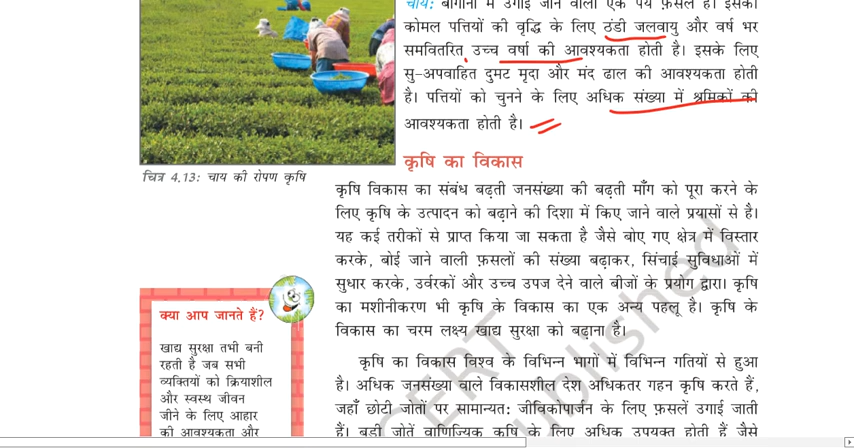 चाय: बागानों में उगाई जाने वाली एक पेय फ़सल है। इसकी
कोमल पत्तियों की वृद्धि के लिए ठंडी जलवायु और वर्ष भर
समवितरित उच्च वर्षा की आवश्यकता होती है। इसके लिए
सु-अपवाहित दुमट मृदा और मंद ढाल की आवश्यकता होती
है। पत्तियों को चुनने के लिए अधिक संख्या में श्रमिकों की
आवश्यकता होती है।
चित्र 4.13: चाय की रोपण कृषि
कृषि का विकास
कृषि विकास का संबंध बढ़ती जनसंख्या की बढ़ती माँग को पूरा करने के
लिए कृषि के उत्पादन को बढ़ाने की दिशा में किए जाने वाले प्रयासों से है।
यह कई तरीकों से प्राप्त किया जा सकता है जैसे बोए गए क्षेत्र में विस्तार
करके, बोई जाने वाली फ़सलों की संख्या बढ़ाकर, सिंचाई सुविधाओं में
सुधार करके, उर्वरकों और उच्च उपज देने वाले बीजों के प्रयोग द्वारा। कृषि
का मशीनीकरण भी कृषि के विकास का एक अन्य पहलू है। कृषि के
विकास का चरम लक्ष्य खाद्य सुरक्षा को बढ़ाना है।
कृषि का विकास विश्व के विभिन्न भागों में विभिन्न गतियों से हुआ
है। अधिक जनसंख्या वाले विकासशील देश अधिकतर गहन कृषि करते हैं,
जहाँ छोटी जोतों पर सामान्यत: जीविकोपार्जन के लिए फ़सलें उगाई जाती
हैं। बड़ी जोतें वाणिज्यिक कृषि के लिए अधिक उपयुक्त होती हैं जैसे
क्या आप जानते हैं?
खाद्य सुरक्षा तभी बनी
रहती है जब सभी
व्यक्तियों को क्रियाशील
और स्वस्थ जीवन
जीने के लिए आहार
की आवश्यकता और